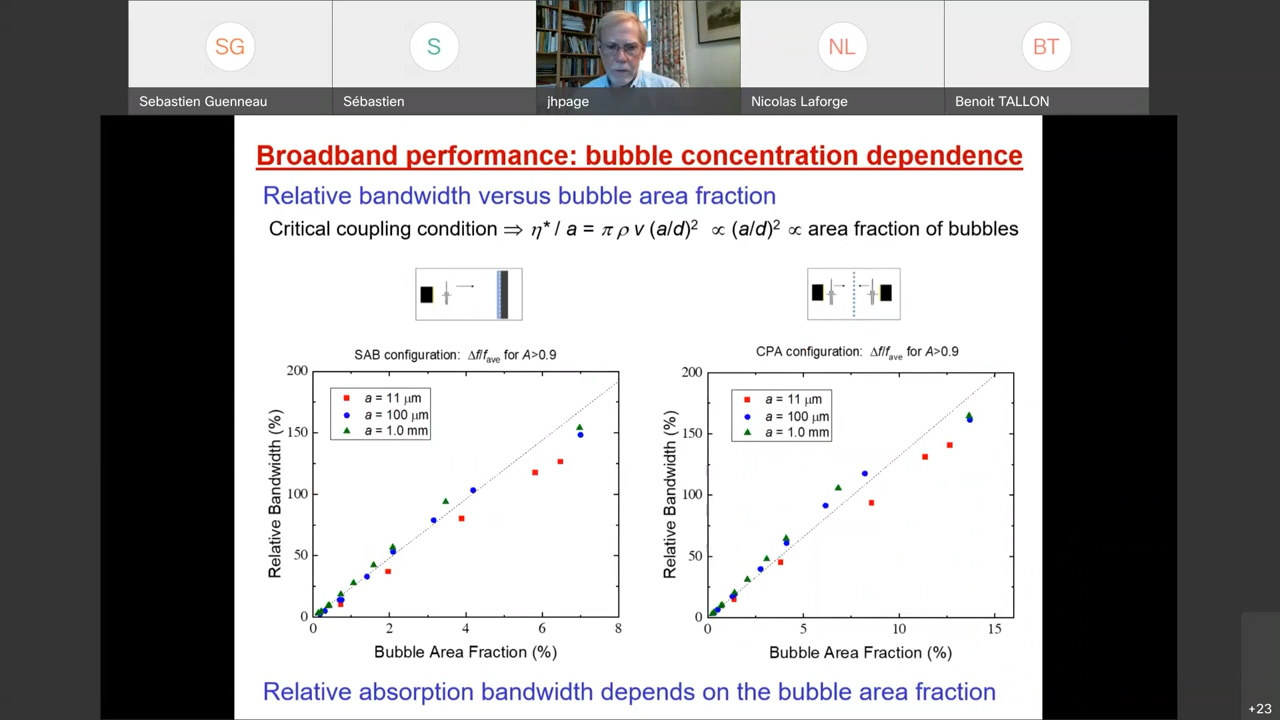 SG
S
NL
BT
Sebastien Guenneau
Sébastien
jhpage
Nicolas Laforge
Benoit TALLON
Broadband performance: bubble concentration dependence
Relative bandwidth versus bubble area fraction
Critical coupling condition ⇒ η* / a = π ρ ν (a/d)² ∝ (a/d)² ∝ area fraction of bubbles
SAB configuration: Δf/fave for A>0.9
200
150
100
50
0
Relative Bandwidth (%)
a = 11 μm
a = 100 μm
a = 1.0 mm
0 2 4 6 8
Bubble Area Fraction (%)
CPA configuration: Δf/fave for A>0.9
200
150
100
50
0
Relative Bandwidth (%)
a = 11 μm
a = 100 μm
a = 1.0 mm
0 5 10 15
Bubble Area Fraction (%)
Relative absorption bandwidth depends on the bubble area fraction
+23